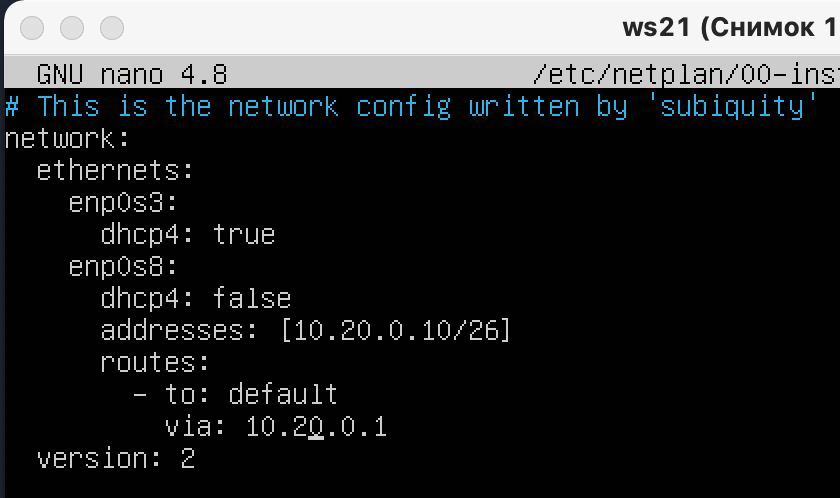 ws21 (Снимок 1
GNU nano 4.8 /etc/netplan/00-inst
# This is the network config written by 'subiquity'
network:
  ethernets:
    enp0s3:
      dhcp4: true
    enp0s8:
      dhcp4: false
      addresses: [10.20.0.10/26]
      routes:
        - to: default
          via: 10.20.0.1
  version: 2